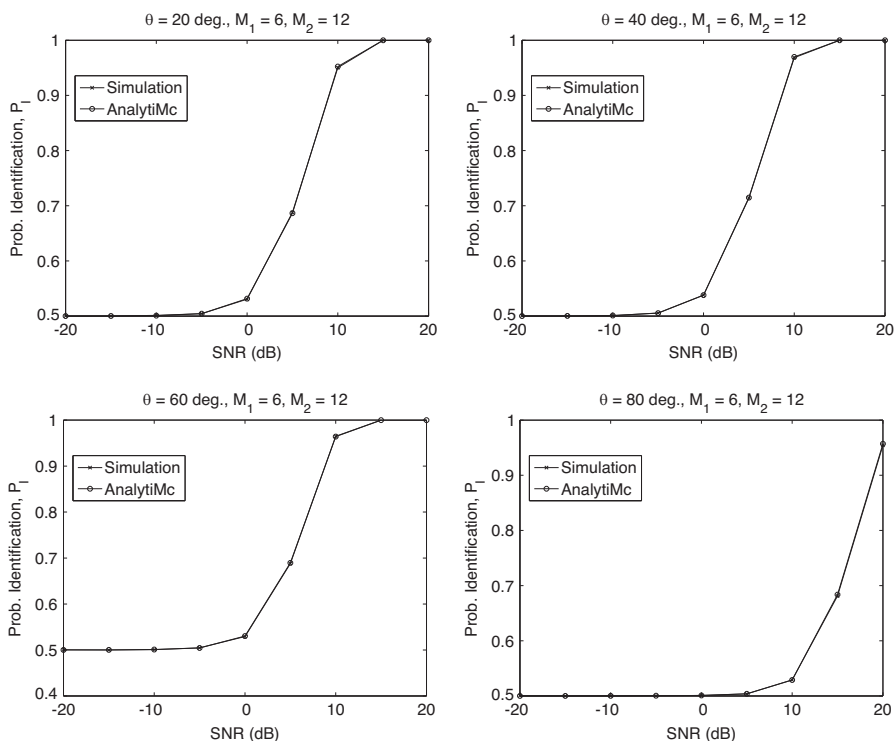 θ = 20 deg., M1 = 6, M2 = 12
1
0.9
0.8
0.7
0.6
0.5
Prob. Identification, PI
Simulation
AnalytiMc
-20
-10
0
10
20
SNR (dB)
θ = 40 deg., M1 = 6, M2 = 12
1
0.9
0.8
0.7
0.6
0.5
Prob. Identification, PI
Simulation
AnalytiMc
-20
-10
0
10
20
SNR (dB)
θ = 60 deg., M1 = 6, M2 = 12
1
0.9
0.8
0.7
0.6
0.5
0.4
Prob. Identification, PI
Simulation
AnalytiMc
-20
-10
0
10
20
SNR (dB)
θ = 80 deg., M1 = 6, M2 = 12
1
0.9
0.8
0.7
0.6
0.5
Prob. Identification, PI
Simulation
AnalytiMc
-20
-10
0
10
20
SNR (dB)